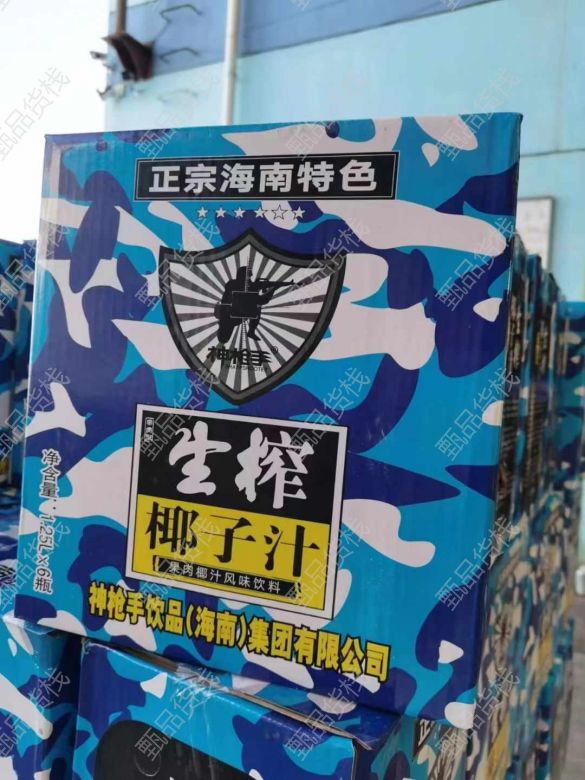 正宗海南特色
神枪手
生榨
椰子汁
果肉椰汁风味饮料
净含量:1.25L×6瓶
神枪手饮品(海南)集团有限公司
甄品货栈
正宗